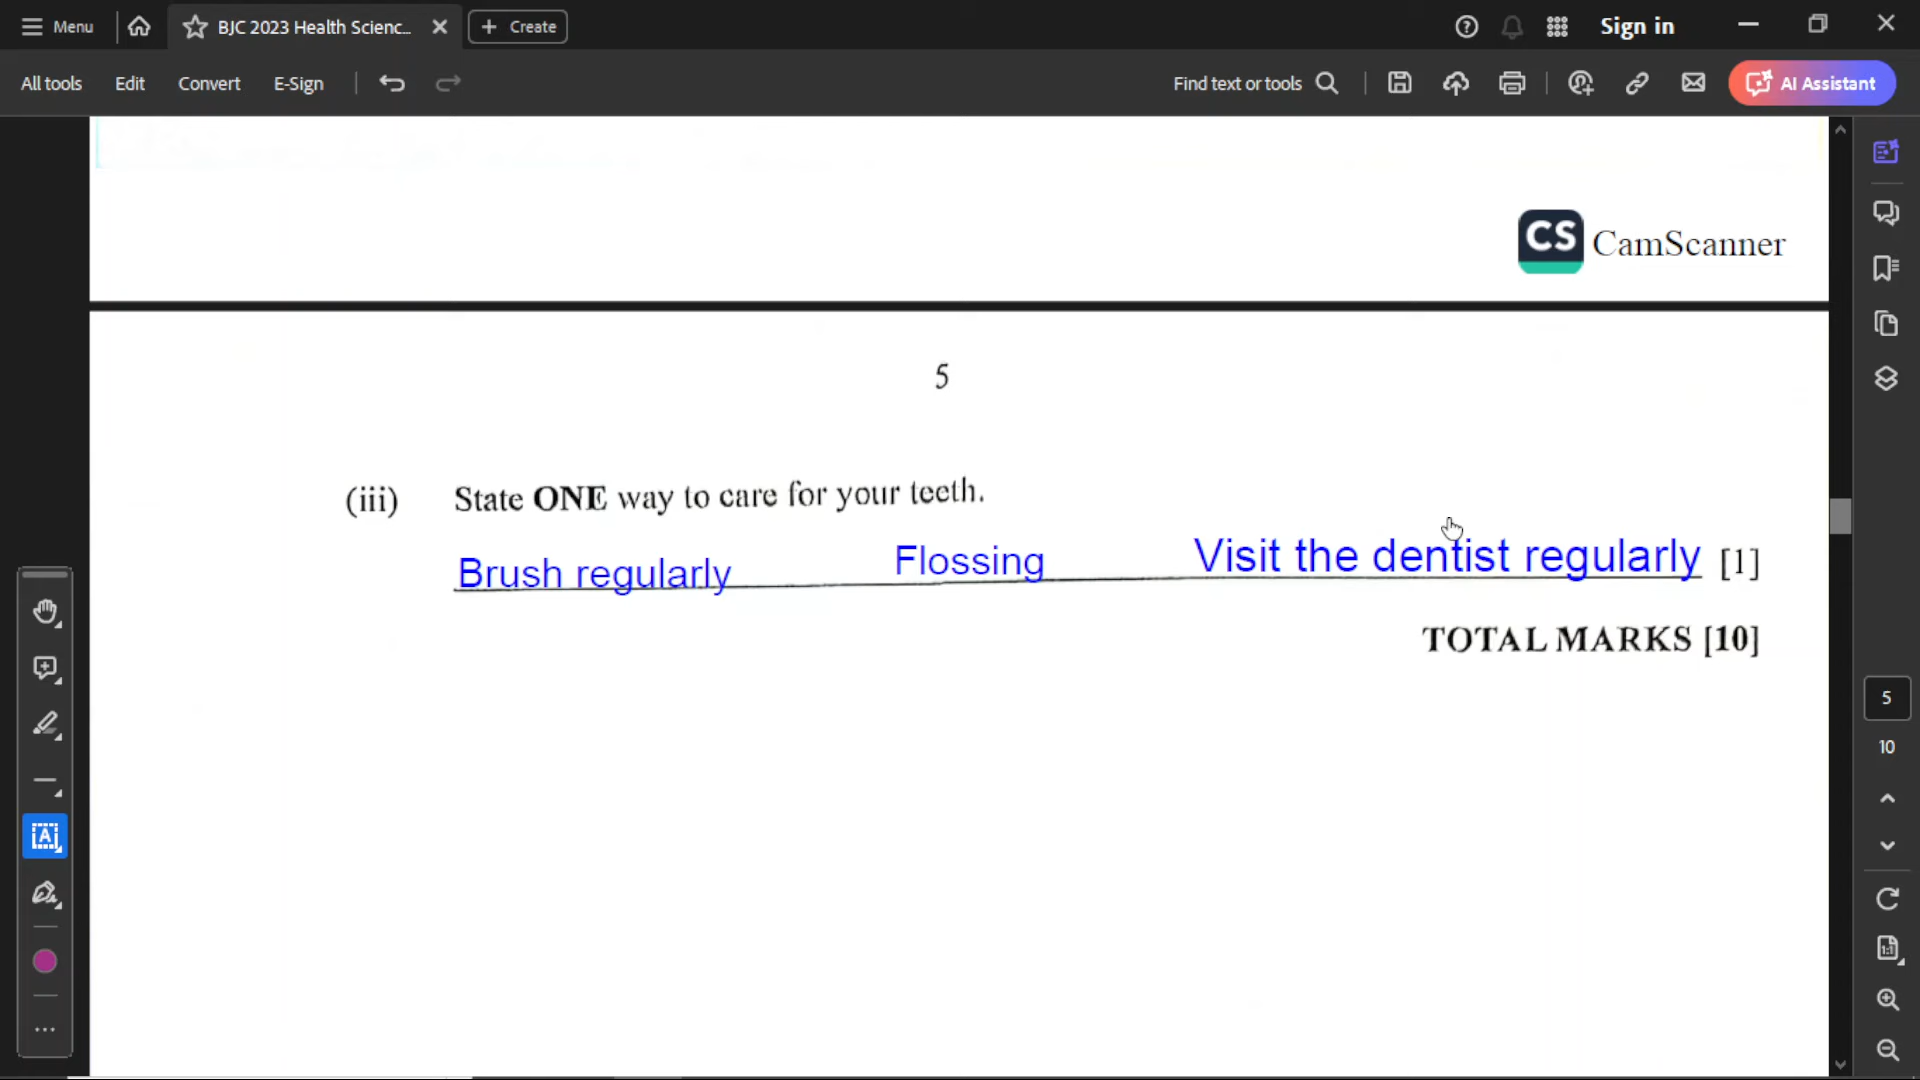 Menu
BJC 2023 Health Scienc...
Create
Sign in
All tools
Edit
Convert
E-Sign
Find text or tools
AI Assistant
CS CamScanner
5
(iii) State ONE way to care for your teeth.
Brush regularly Flossing Visit the dentist regularly [1]
TOTAL MARKS [10]
5
10